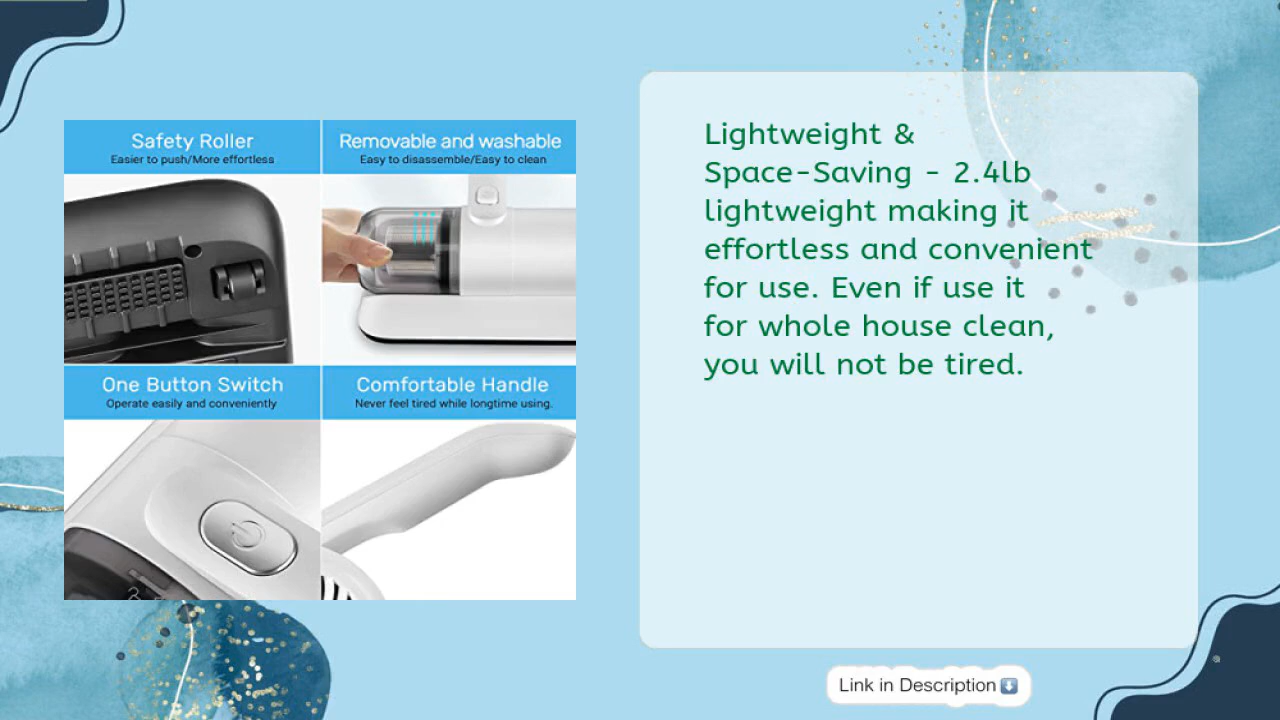 Safety Roller
Easier to push/More effortless
Removable and washable
Easy to disassemble/Easy to clean
One Button Switch
Operate easily and conveniently
Comfortable Handle
Never feel tired while longtime using.
Lightweight &
Space-Saving - 2.4lb
lightweight making it
effortless and convenient
for use. Even if use it
for whole house clean,
you will not be tired.
Link in Description